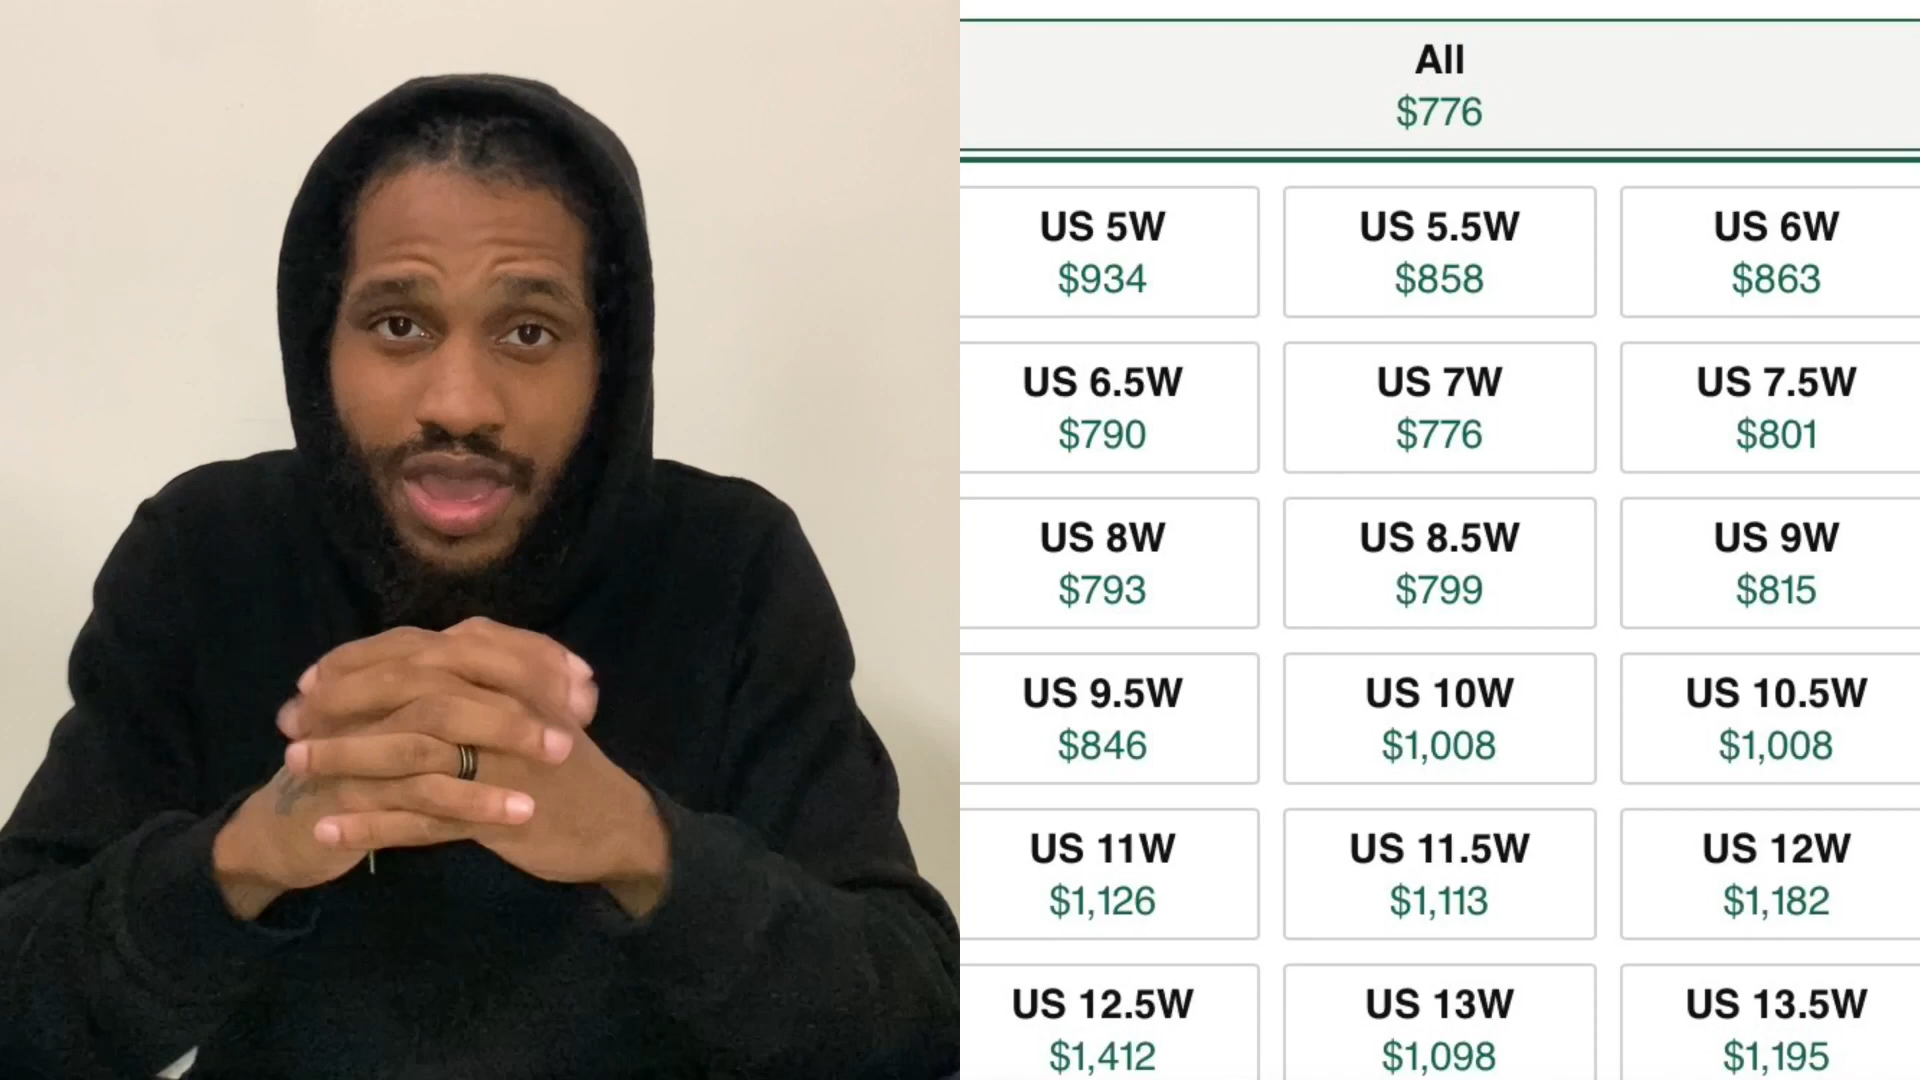 All
$776
US 5W
$934
US 5.5W
$858
US 6W
$863
US 6.5W
$790
US 7W
$776
US 7.5W
$801
US 8W
$793
US 8.5W
$799
US 9W
$815
US 9.5W
$846
US 10W
$1,008
US 10.5W
$1,008
US 11W
$1,126
US 11.5W
$1,113
US 12W
$1,182
US 12.5W
$1,412
US 13W
$1,098
US 13.5W
$1,195